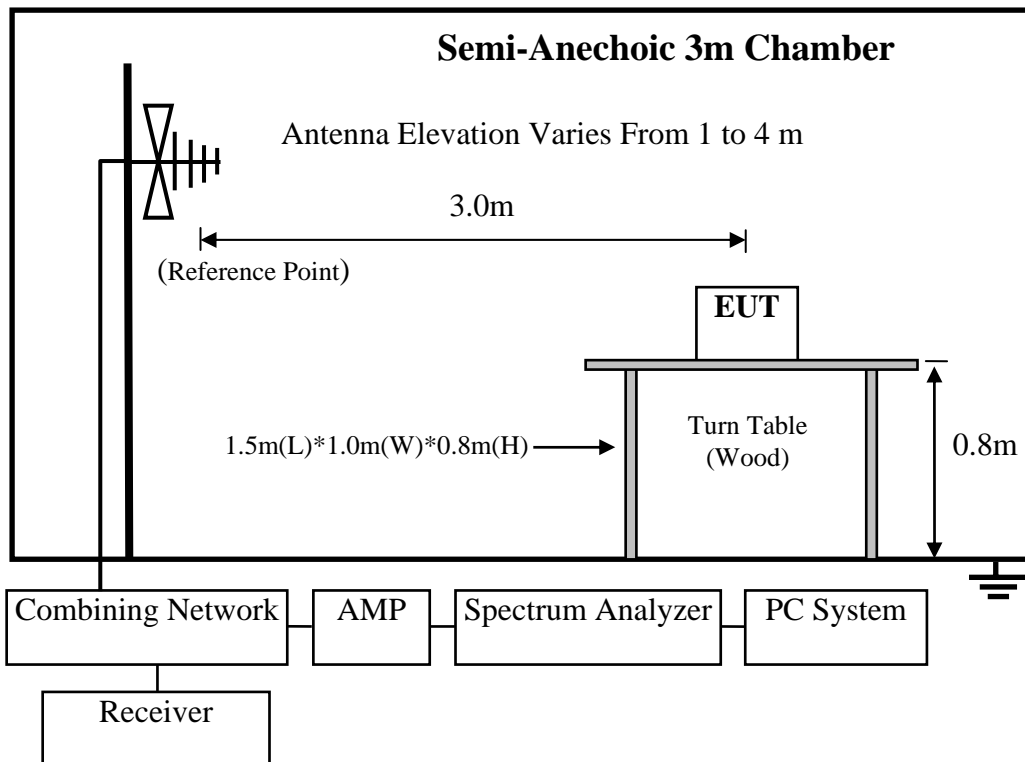 Semi-Anechoic 3m Chamber
Antenna Elevation Varies From 1 to 4 m
3.0m
(Reference Point)
EUT
Turn Table
(Wood)
1.5m(L)*1.0m(W)*0.8m(H)
0.8m
Combining Network
AMP
Spectrum Analyzer
PC System
Receiver